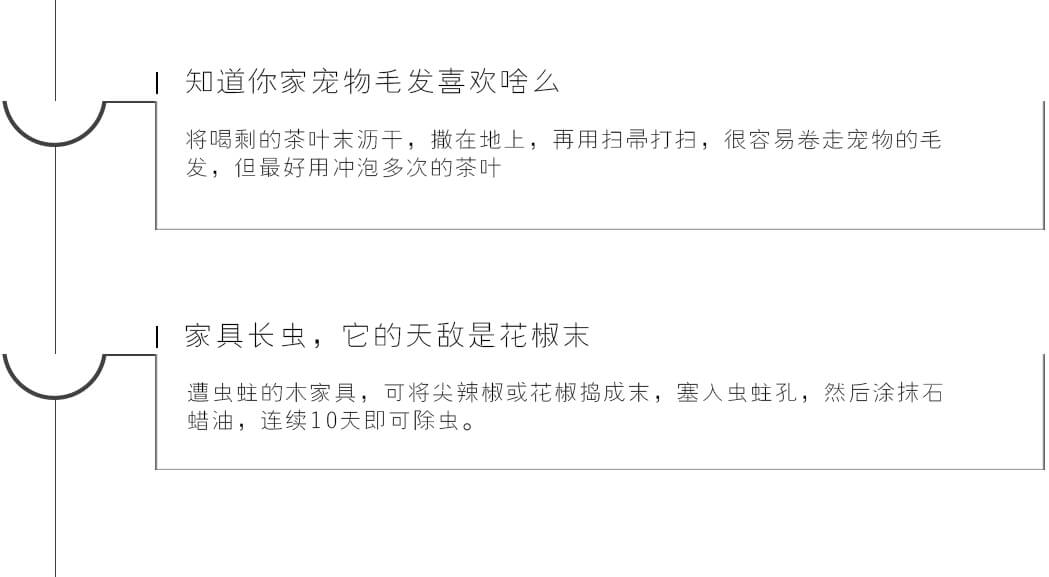 知道你家宠物毛发喜欢啥么
将喝剩的茶叶末沥干，撒在地上，再用扫帚打扫，很容易卷走宠物的毛
发，但最好用冲泡多次的茶叶
家具长虫，它的天敌是花椒末
遭虫蛀的木家具，可将尖辣椒或花椒捣成末，塞入虫蛀孔，然后涂抹石
蜡油，连续10天即可除虫。